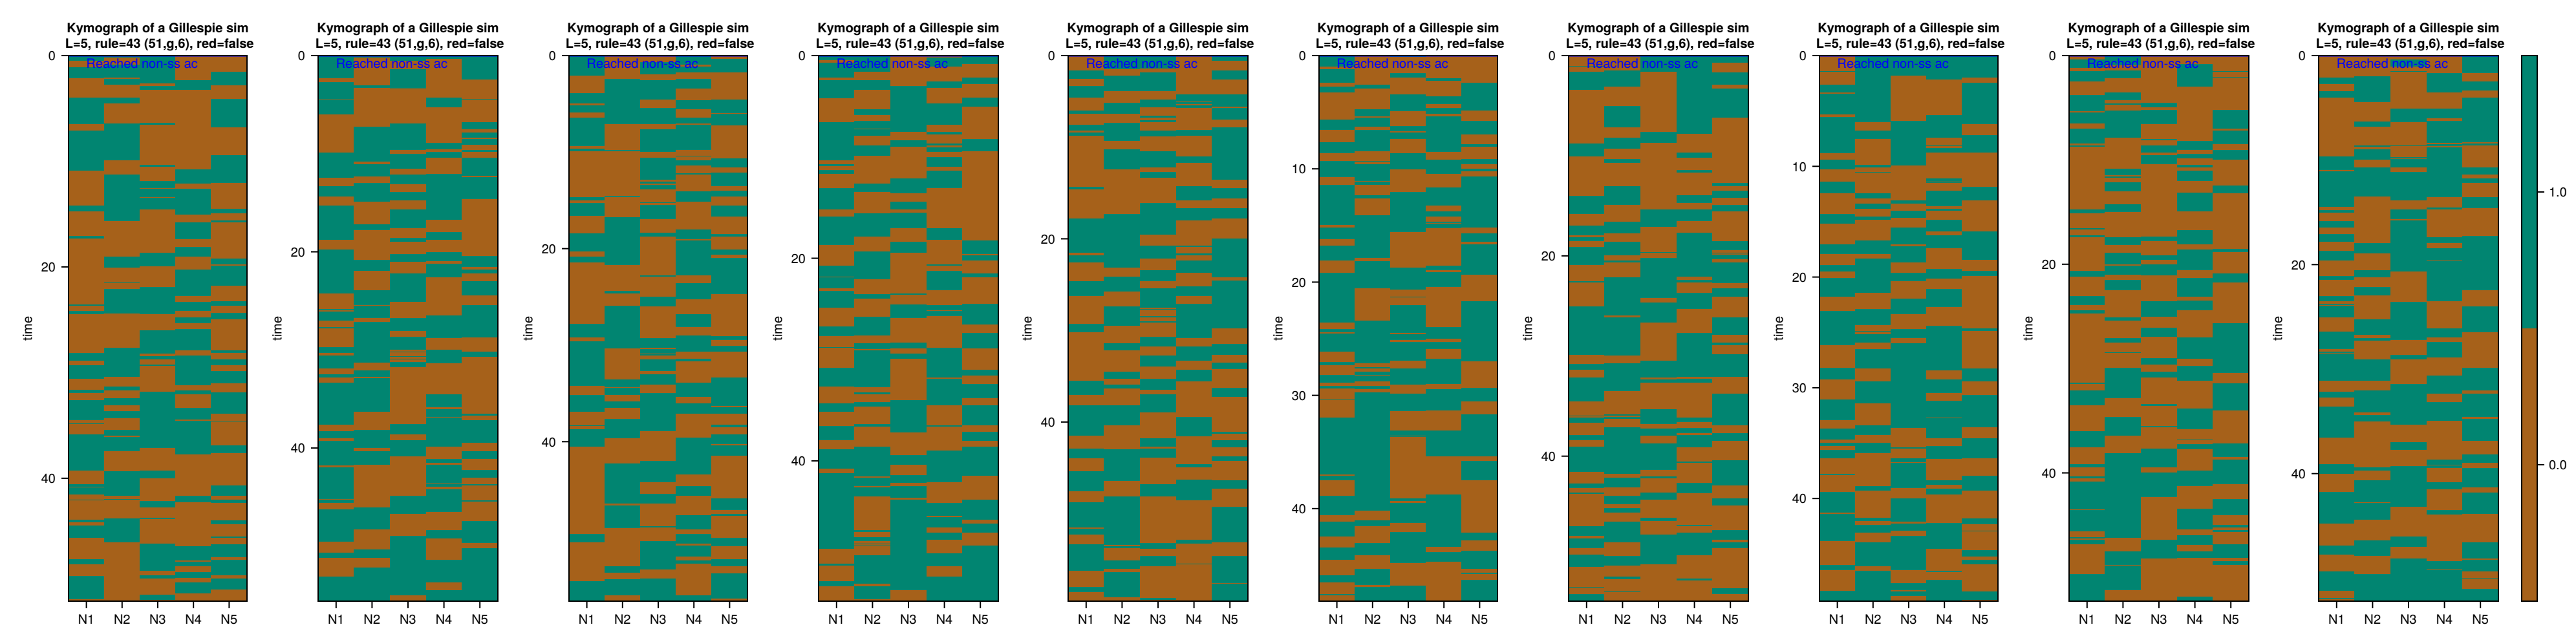 Kymograph of a Gillespie sim
L=5, rule=43 (51,g,6), red=false
Reached non-ss ac
0
20
40
time
N1 N2 N3 N4 N5
Kymograph of a Gillespie sim
L=5, rule=43 (51,g,6), red=false
Reached non-ss ac
0
20
40
time
N1 N2 N3 N4 N5
Kymograph of a Gillespie sim
L=5, rule=43 (51,g,6), red=false
Reached non-ss ac
0
20
40
time
N1 N2 N3 N4 N5
Kymograph of a Gillespie sim
L=5, rule=43 (51,g,6), red=false
Reached non-ss ac
0
20
40
time
N1 N2 N3 N4 N5
Kymograph of a Gillespie sim
L=5, rule=43 (51,g,6), red=false
Reached non-ss ac
0
20
40
time
N1 N2 N3 N4 N5
Kymograph of a Gillespie sim
L=5, rule=43 (51,g,6), red=false
Reached non-ss ac
0
10
20
30
40
time
N1 N2 N3 N4 N5
Kymograph of a Gillespie sim
L=5, rule=43 (51,g,6), red=false
Reached non-ss ac
0
20
40
time
N1 N2 N3 N4 N5
Kymograph of a Gillespie sim
L=5, rule=43 (51,g,6), red=false
Reached non-ss ac
0
10
20
30
40
time
N1 N2 N3 N4 N5
Kymograph of a Gillespie sim
L=5, rule=43 (51,g,6), red=false
Reached non-ss ac
0
20
40
time
N1 N2 N3 N4 N5
Kymograph of a Gillespie sim
L=5, rule=43 (51,g,6), red=false
Reached non-ss ac
0
20
40
time
N1 N2 N3 N4 N5
1.0
0.0